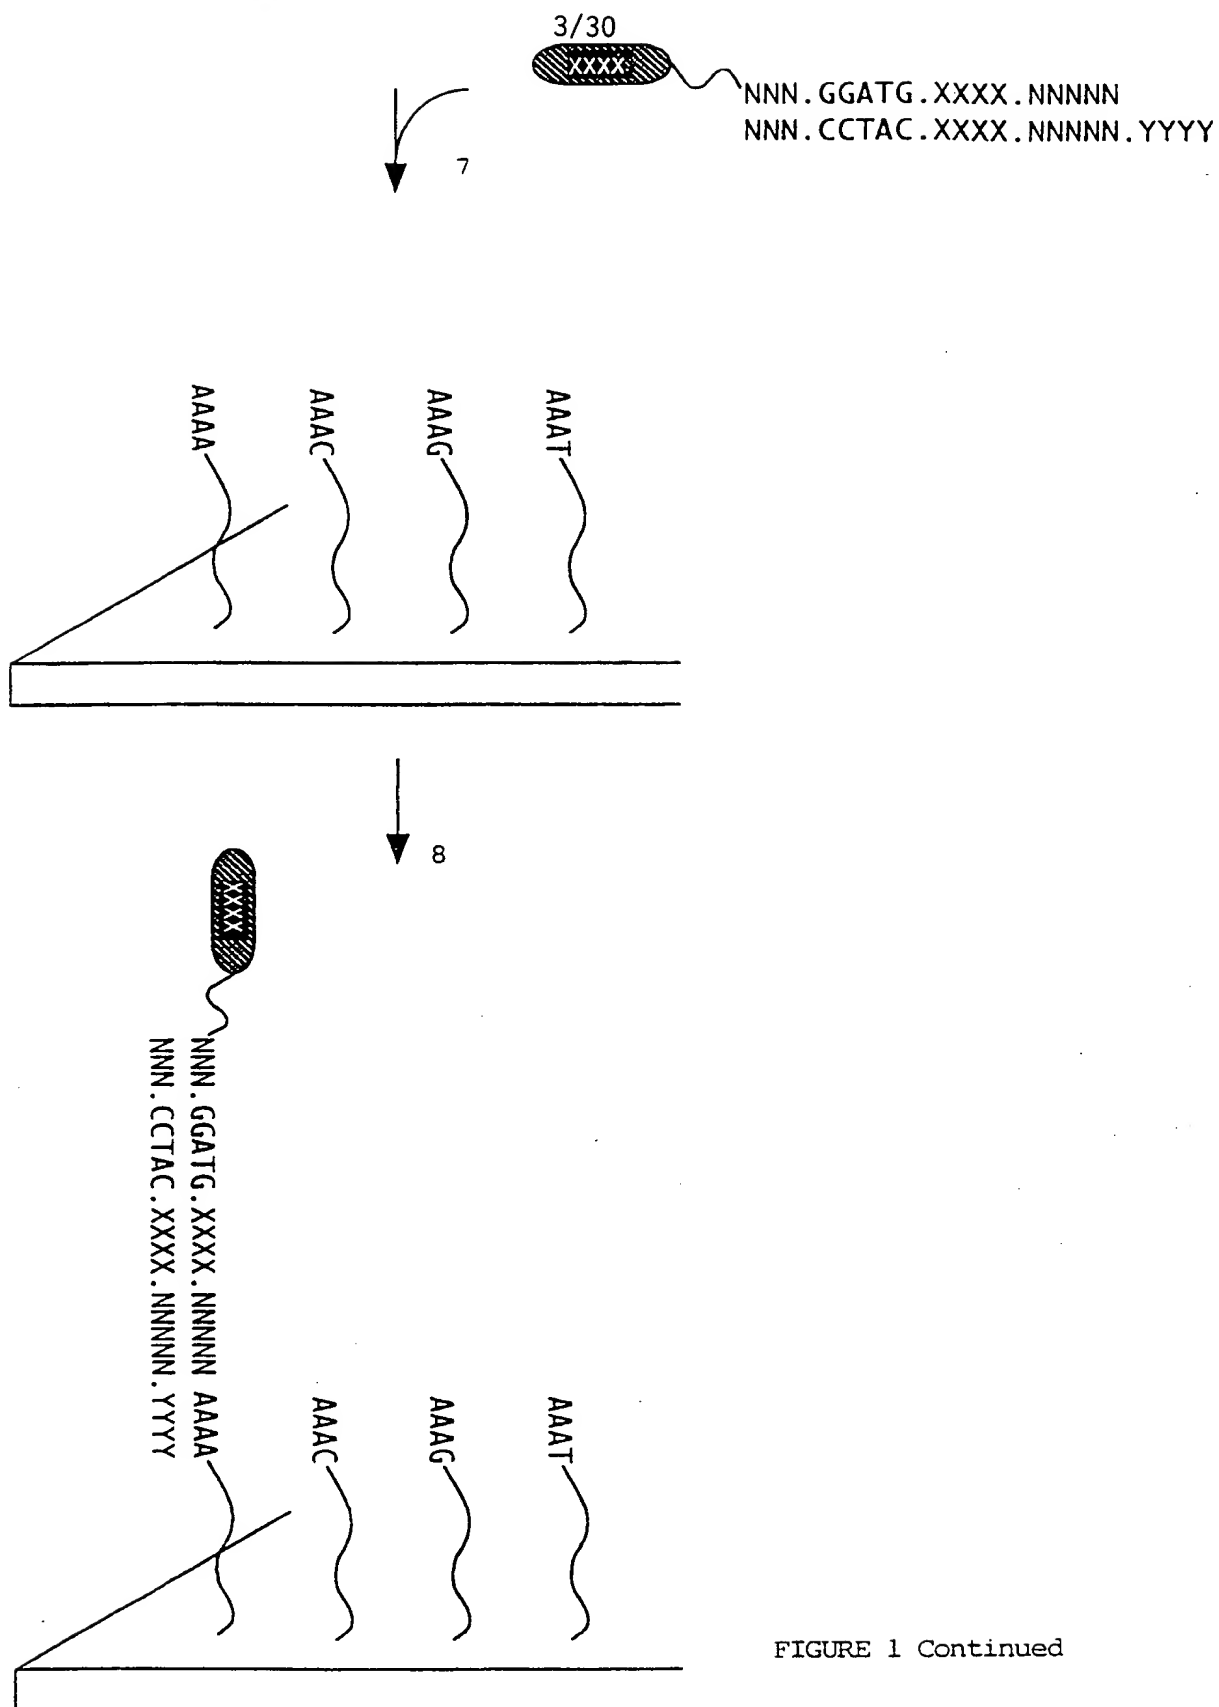 3/30
XXXX
NNN.GGATG.XXXX.NNNNN
NNN.CCTAC.XXXX.NNNNN.YYYY
7
AAAA
AAAC
AAAG
AAAT
8
XXXX
NNN.GGATG.XXXX.NNNNN AAAA
NNN.CCTAC.XXXX.NNNNN.YYYY
AAAC
AAAG
AAAT
FIGURE 1 Continued